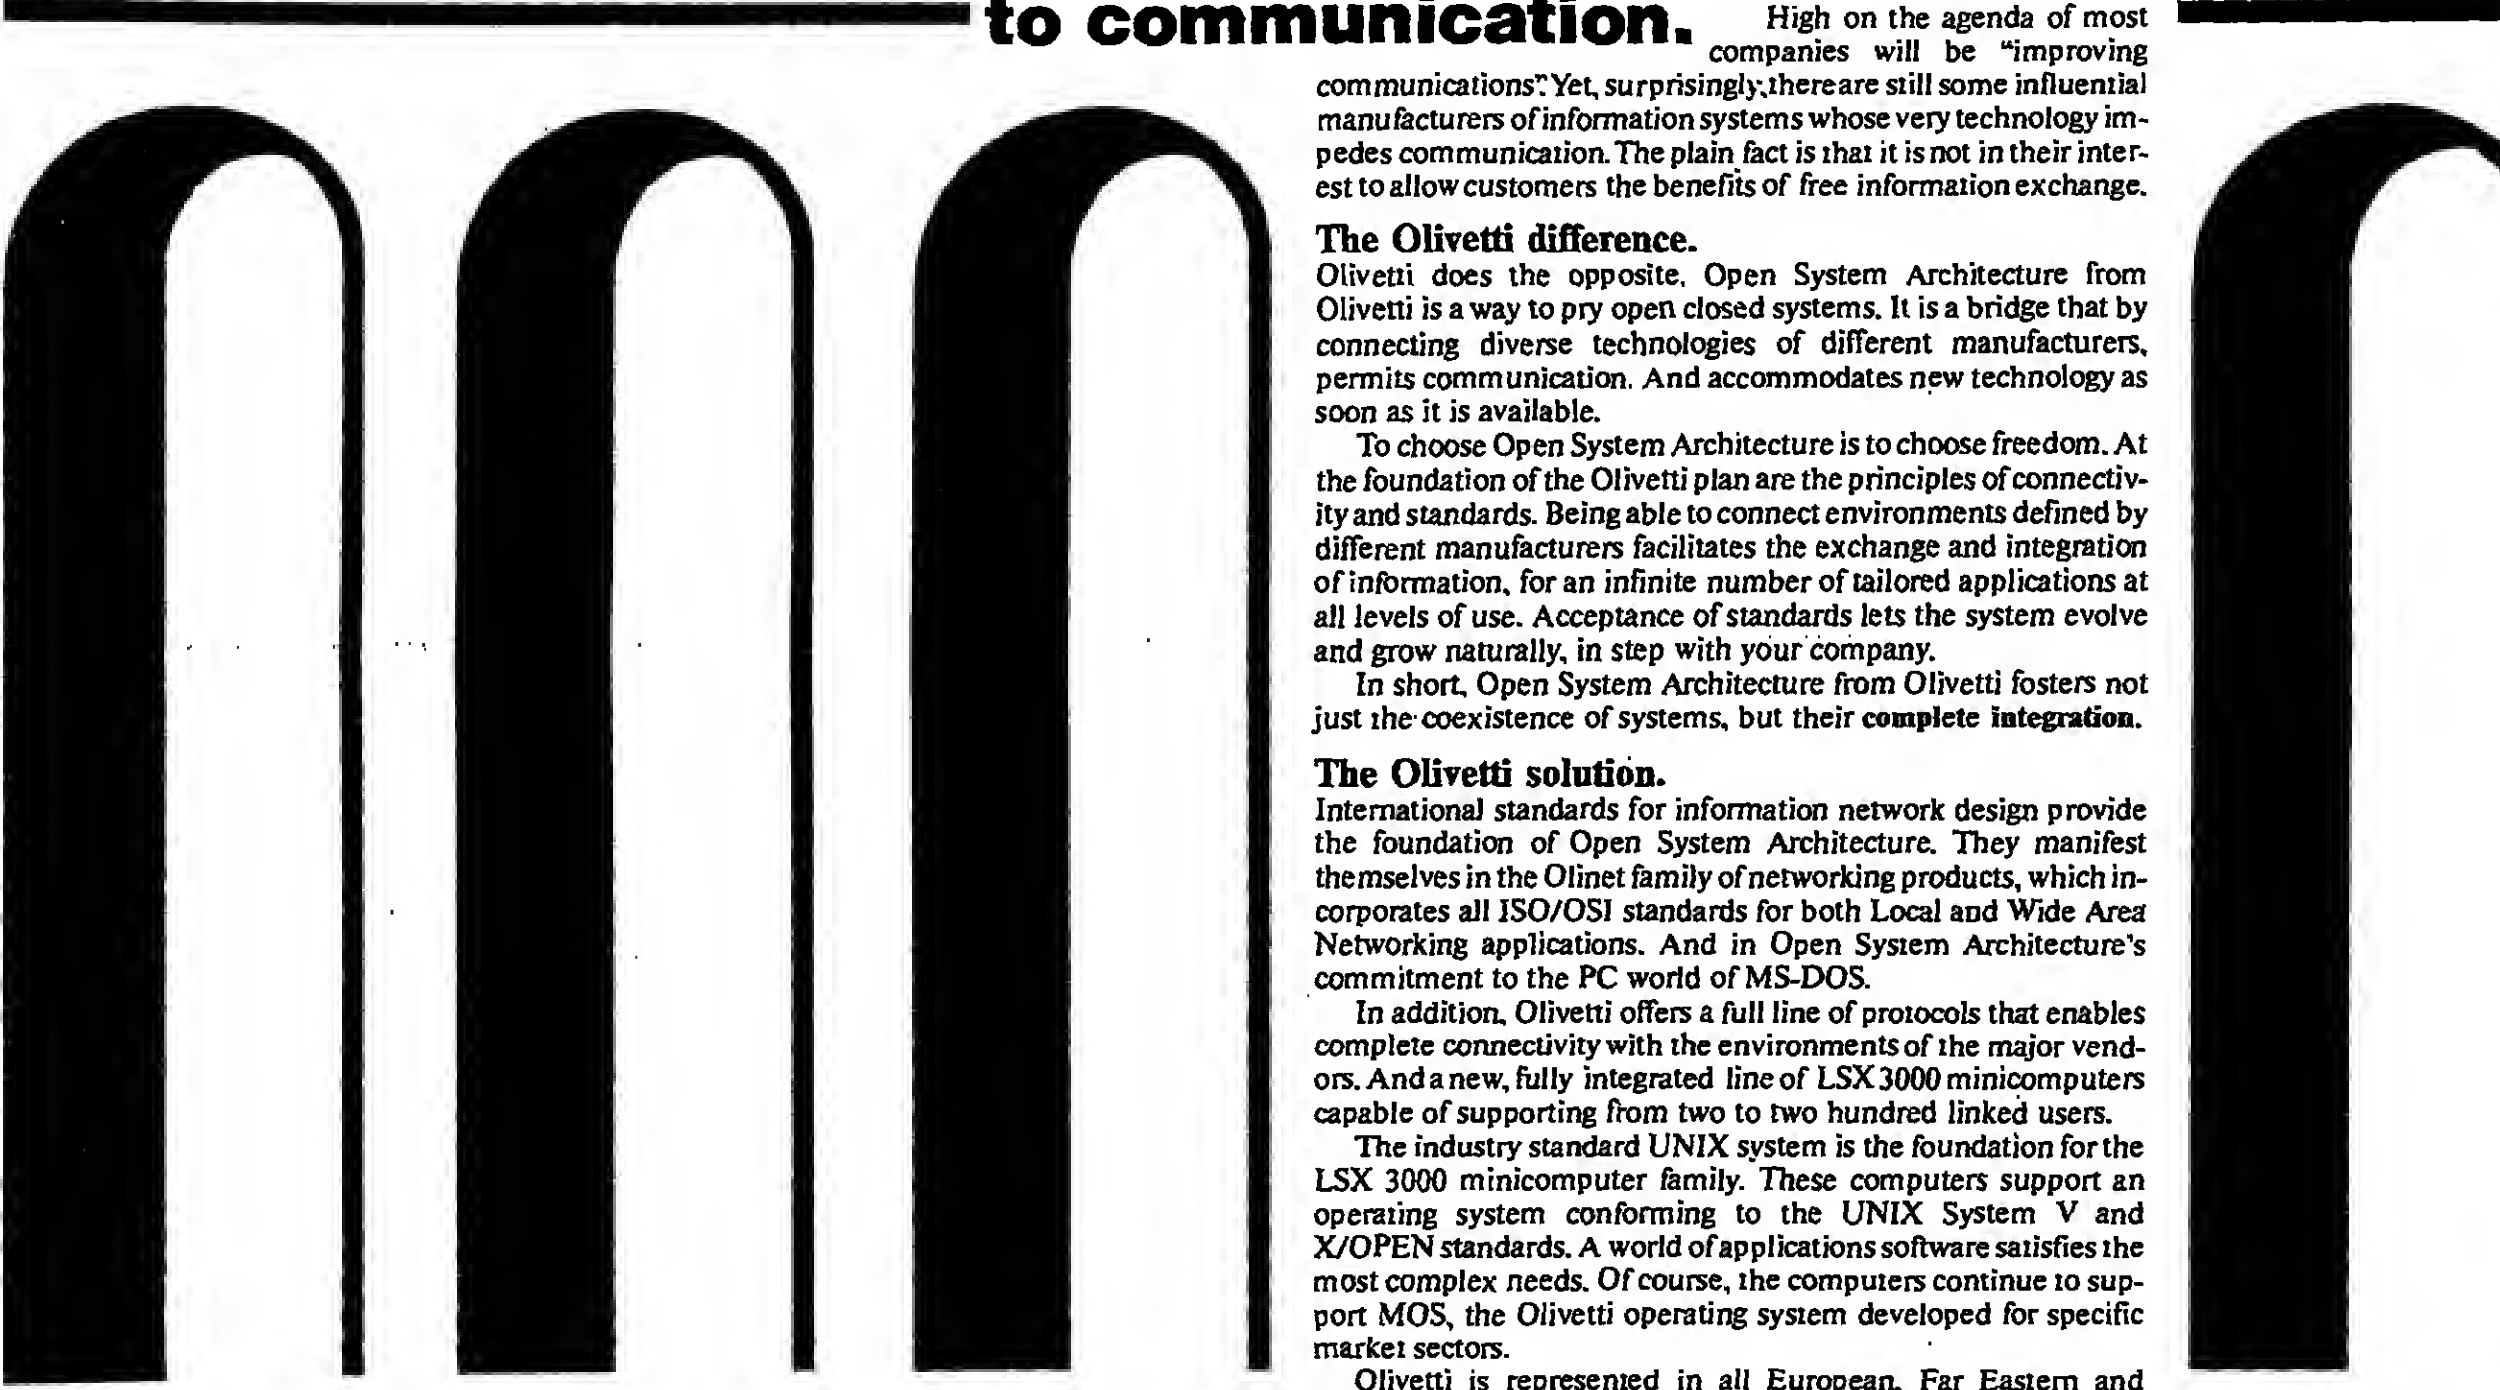 to communication.
High on the agenda of most
companies will be “improving
communications”. Yet, surprisingly, there are still some influential
manufacturers of information systems whose very technology im-
pedes communication. The plain fact is that it is not in their inter-
est to allow customers the benefits of free information exchange.
The Olivetti difference.
Olivetti does the opposite. Open System Architecture from
Olivetti is a way to pry open closed systems. It is a bridge that by
connecting diverse technologies of different manufacturers,
permits communication. And accommodates new technology as
soon as it is available.
To choose Open System Architecture is to choose freedom. At
the foundation of the Olivetti plan are the principles of connectiv-
ity and standards. Being able to connect environments defined by
different manufacturers facilitates the exchange and integration
of information, for an infinite number of tailored applications at
all levels of use. Acceptance of standards lets the system evolve
and grow naturally, in step with your company.
In short, Open System Architecture from Olivetti fosters not
just the coexistence of systems, but their complete integration.
The Olivetti solution.
International standards for information network design provide
the foundation of Open System Architecture. They manifest
themselves in the Olinet family of networking products, which in-
corporates all ISO/OSI standards for both Local and Wide Area
Networking applications. And in Open System Architecture's
commitment to the PC world of MS-DOS.
In addition, Olivetti offers a full line of protocols that enables
complete connectivity with the environments of the major vend-
ors. And a new, fully integrated line of LSX 3000 minicomputers
capable of supporting from two to two hundred linked users.
The industry standard UNIX system is the foundation for the
LSX 3000 minicomputer family. These computers support an
operating system conforming to the UNIX System V and
X/OPEN standards. A world of applications software satisfies the
most complex needs. Of course, the computers continue to sup-
port MOS, the Olivetti operating system developed for specific
market sectors.
Olivetti is represented in all European, Far Eastern and